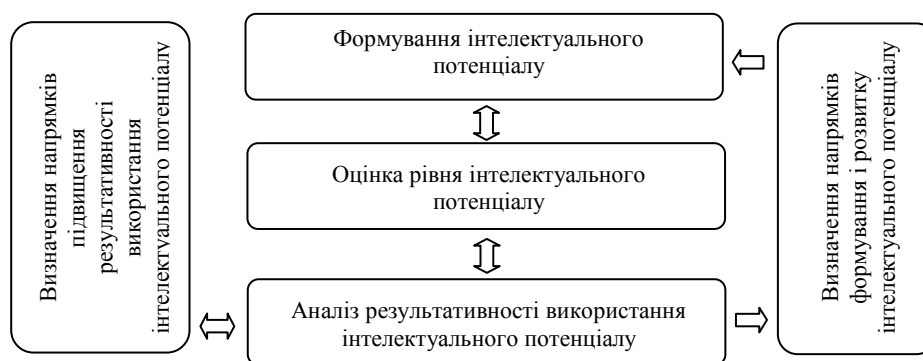 Визначення напрямків
підвищення
результативності
використання
інтелектуального потенціалу
Формування інтелектуального
потенціалу
Оцінка рівня інтелектуального
потенціалу
Аналіз результативності використання
інтелектуального потенціалу
Визначення напрямків
формування і розвитку
інтелектуального потенціалу